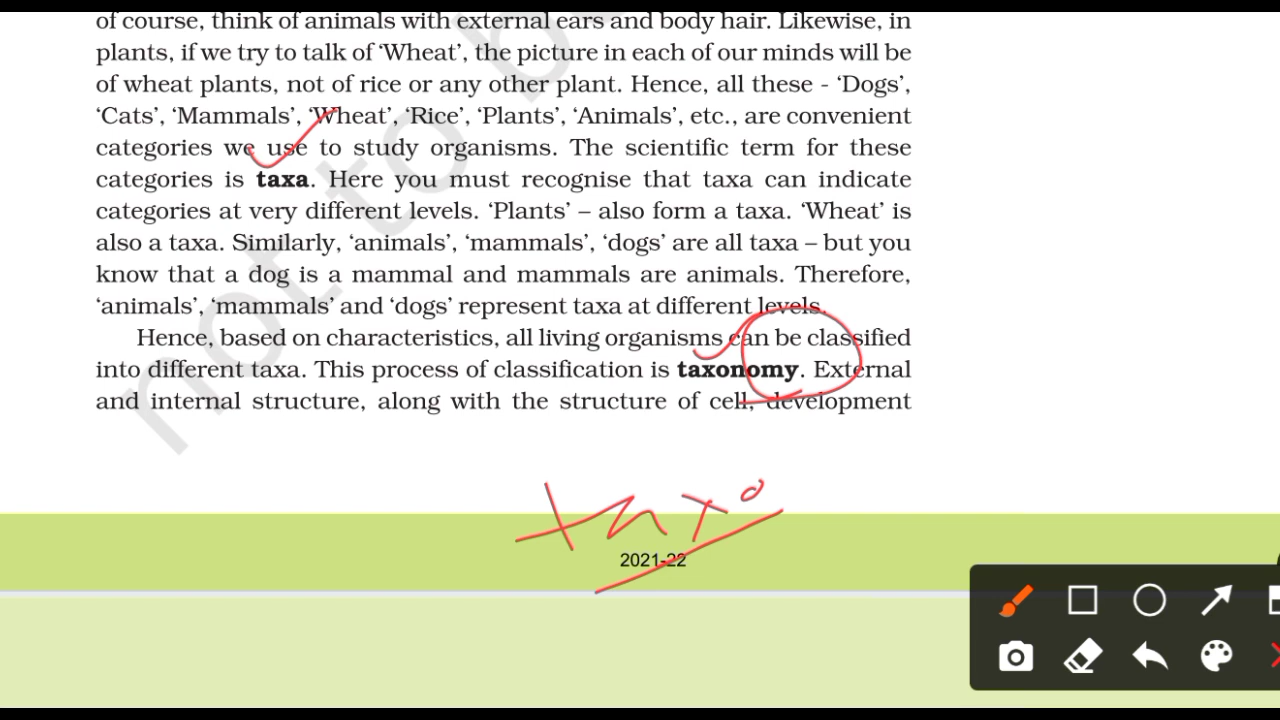 of course, think of animals with external ears and body hair. Likewise, in
plants, if we try to talk of ‘Wheat’, the picture in each of our minds will be
of wheat plants, not of rice or any other plant. Hence, all these - ‘Dogs’,
‘Cats’, ‘Mammals’, ‘Wheat’, ‘Rice’, ‘Plants’, ‘Animals’, etc., are convenient
categories we use to study organisms. The scientific term for these
categories is taxa. Here you must recognise that taxa can indicate
categories at very different levels. ‘Plants’ – also form a taxa. ‘Wheat’ is
also a taxa. Similarly, ‘animals’, ‘mammals’, ‘dogs’ are all taxa – but you
know that a dog is a mammal and mammals are animals. Therefore,
‘animals’, ‘mammals’ and ‘dogs’ represent taxa at different levels.
Hence, based on characteristics, all living organisms can be classified
into different taxa. This process of classification is taxonomy. External
and internal structure, along with the structure of cell, development
not to b
taxo
2021-22